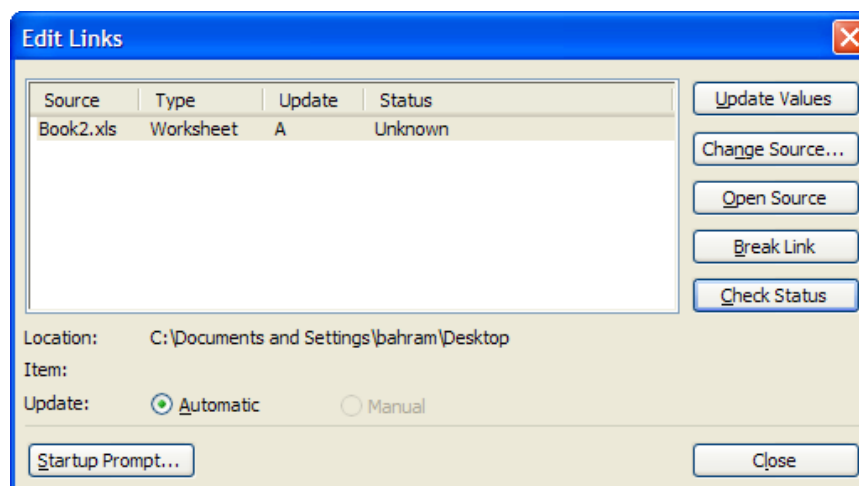 Edit Links
Source Type Update Status
Book2.xls Worksheet A Unknown
Update Values
Change Source...
Open Source
Break Link
Check Status
Location: C:\Documents and Settings\bahram\Desktop
Item:
Update: Automatic Manual
Startup Prompt... Close